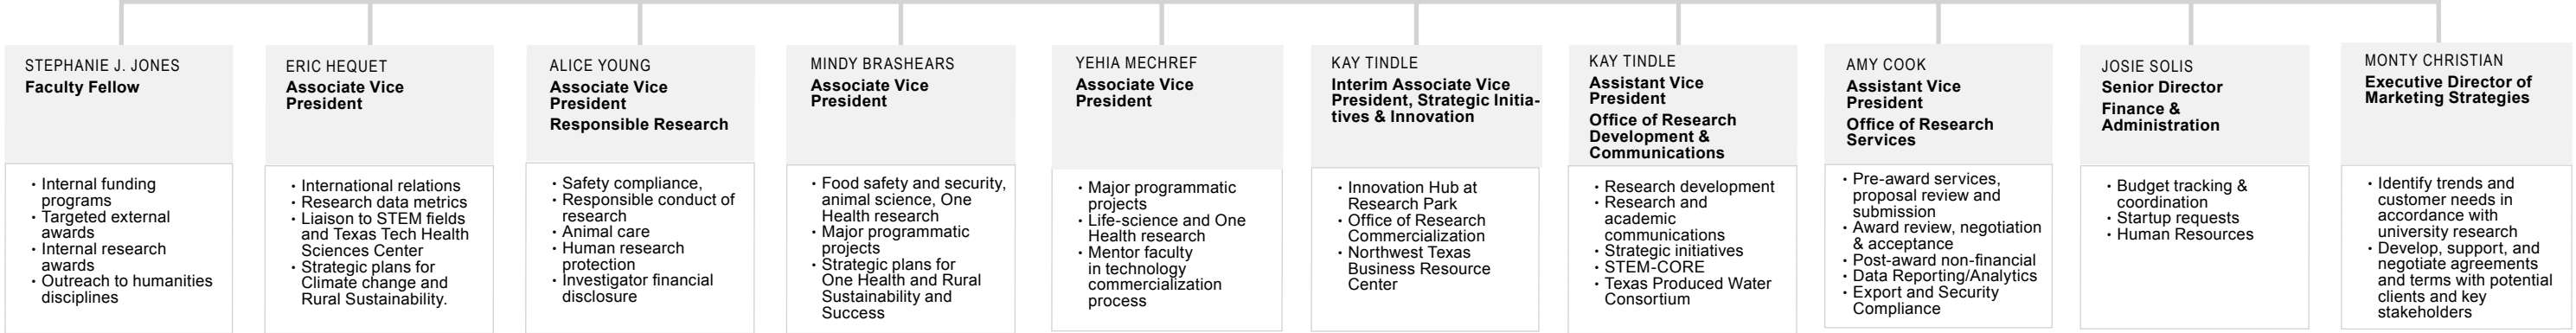 STEPHANIE J. JONES
Faculty Fellow
• Internal funding
programs
• Targeted external
awards
• Internal research
awards
• Outreach to humanities
disciplines
ERIC HEQUET
Associate Vice
President
• International relations
• Research data metrics
• Liaison to STEM fields
and Texas Tech Health
Sciences Center
• Strategic plans for
Climate change and
Rural Sustainability.
ALICE YOUNG
Associate Vice
President
Responsible Research
• Safety compliance,
• Responsible conduct of
research
• Animal care
• Human research
protection
• Investigator financial
disclosure
MINDY BRASHEARS
Associate Vice
President
• Food safety and security,
animal science, One
Health research
• Major programmatic
projects
• Strategic plans for
One Health and Rural
Sustainability and
Success
YEHIA MECHREF
Associate Vice
President
• Major programmatic
projects
• Life-science and One
Health research
• Mentor faculty
in technology
commercialization
process
KAY TINDLE
Interim Associate Vice
President, Strategic Initia-
tives & Innovation
• Innovation Hub at
Research Park
• Office of Research
Commercialization
• Northwest Texas
Business Resource
Center
KAY TINDLE
Assistant Vice
President
Office of Research
Development &
Communications
• Research development
• Research and
academic
communications
• Strategic initiatives
• STEM-CORE
• Texas Produced Water
Consortium
AMY COOK
Assistant Vice
President
Office of Research
Services
• Pre-award services,
proposal review and
submission
• Award review, negotiation
& acceptance
• Post-award non-financial
• Data Reporting/Analytics
• Export and Security
Compliance
JOSIE SOLIS
Senior Director
Finance &
Administration
• Budget tracking &
coordination
• Startup requests
• Human Resources
MONTY CHRISTIAN
Executive Director of
Marketing Strategies
• Identify trends and
customer needs in
accordance with
university research
• Develop, support, and
negotiate agreements
and terms with potential
clients and key
stakeholders